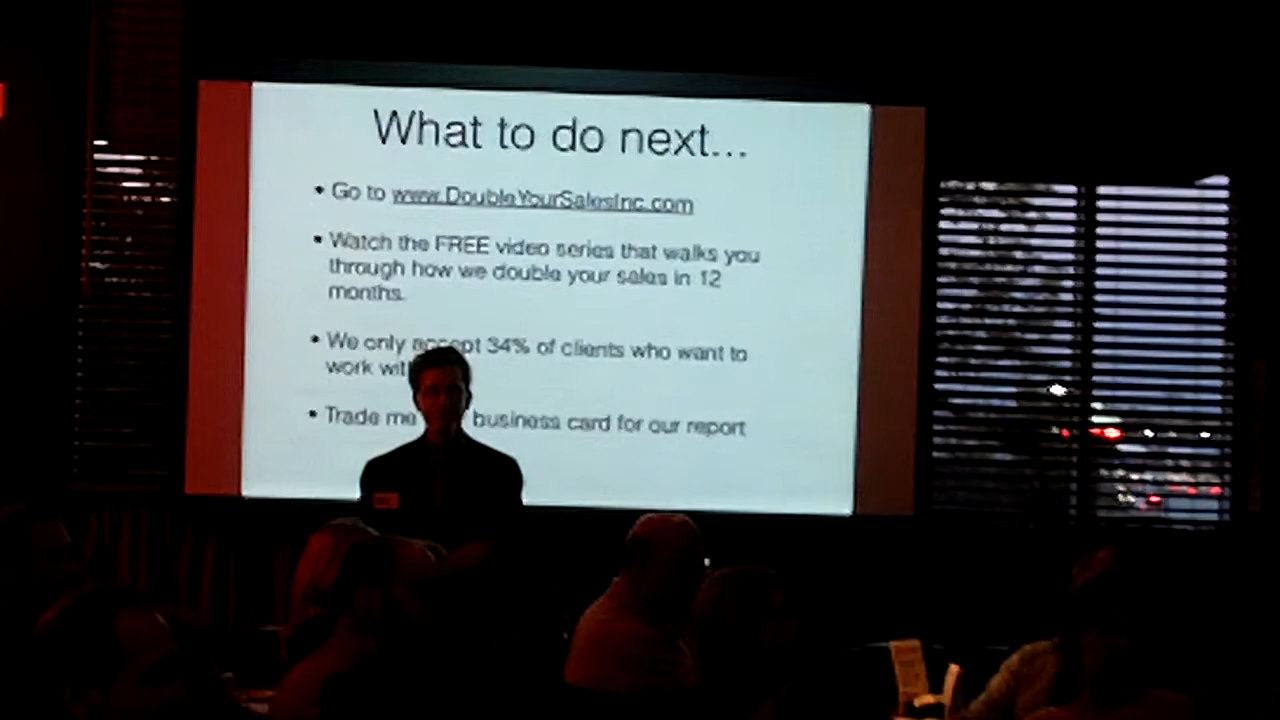 What to do next...
• Go to www.DoubleYourSalesInc.com
• Watch the FREE video series that walks you
through how we double your sales in 12
months.
• We only accept 34% of clients who want to
work
• Trade me business card for our report